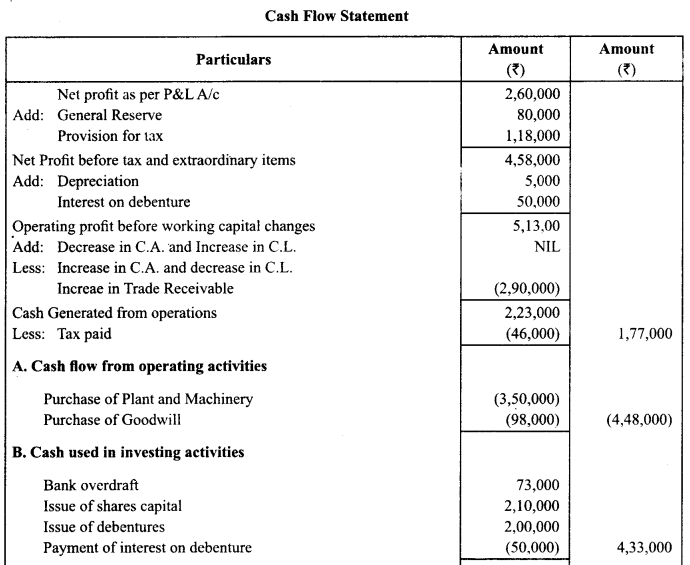 Cash Flow Statement
Particulars Amount (₹) Amount (₹)
Net profit as per P&L A/c 2,60,000
Add: General Reserve 80,000
Provision for tax 1,18,000
Net Profit before tax and extraordinary items 4,58,000
Add: Depreciation 5,000
Interest on debenture 50,000
Operating profit before working capital changes 5,13,00
Add: Decrease in C.A. and Increase in C.L. NIL
Less: Increase in C.A. and decrease in C.L.
Increae in Trade Receivable (2,90,000)
Cash Generated from operations 2,23,000
Less: Tax paid (46,000) 1,77,000
A. Cash flow from operating activities
Purchase of Plant and Machinery (3,50,000)
Purchase of Goodwill (98,000) (4,48,000)
B. Cash used in investing activities
Bank overdraft 73,000
Issue of shares capital 2,10,000
Issue of debentures 2,00,000
Payment of interest on debenture (50,000) 4,33,000